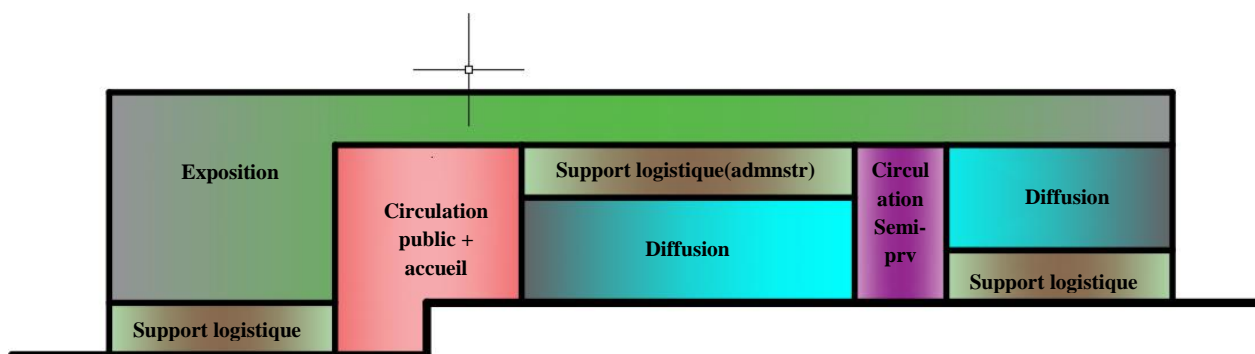 Exposition
Support logistique
Circulation
public +
accueil
Support logistique(admnstr)
Diffusion
Circul
ation
Semi-
prv
Diffusion
Support logistique